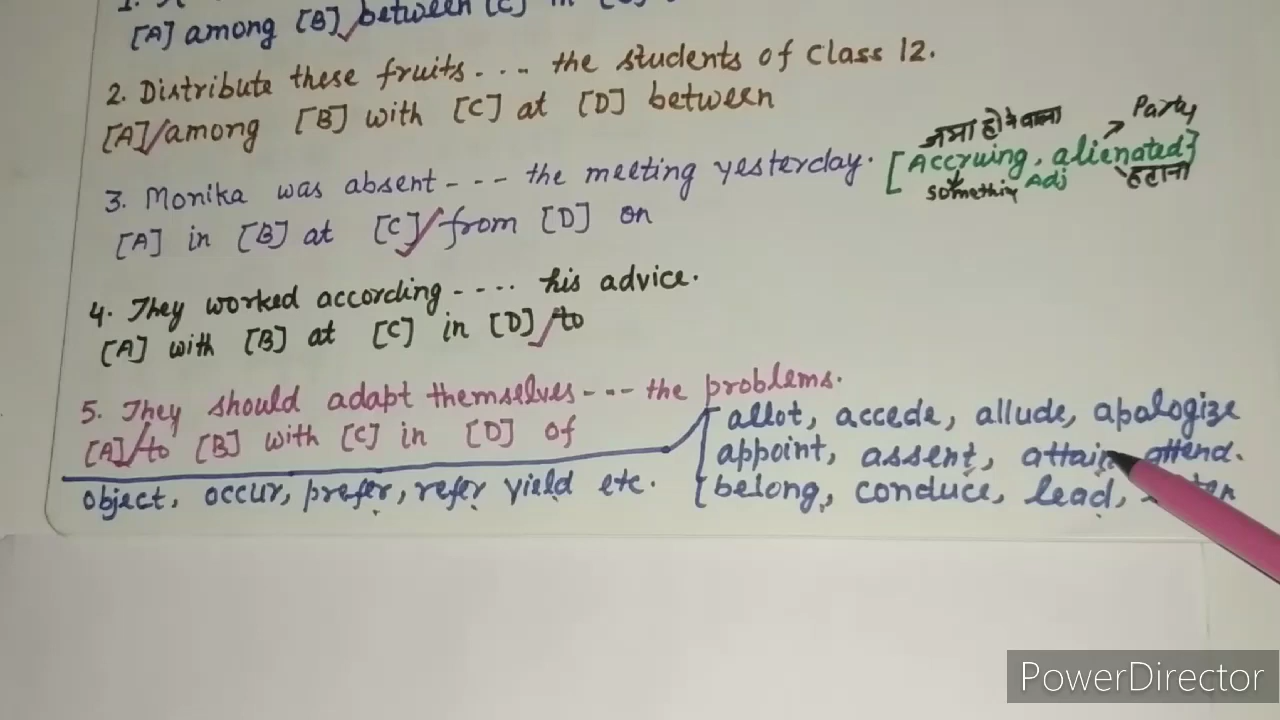 [A] among [B] between [C] in
2. Distribute these fruits.... the students of class 12.
[A] among [B] with [C] at [D] between
3. Monika was absent --- the meeting yesterday. [Accruing, alienated}
जमा होने वाला
Party
something Adj
हटाना
[A] in [B] at [C] from [D] on
4. They worked according .... his advice.
[A] with [B] at [C] in [D] to
5. They should adapt themselves --- the problems.
[A] to [B] with [C] in [D] of
[allot, accede, allude, apologize
appoint, assent, attain, attend.
object, occur, prefer, refer yield etc.
[belong, conduce, lead,
PowerDirector